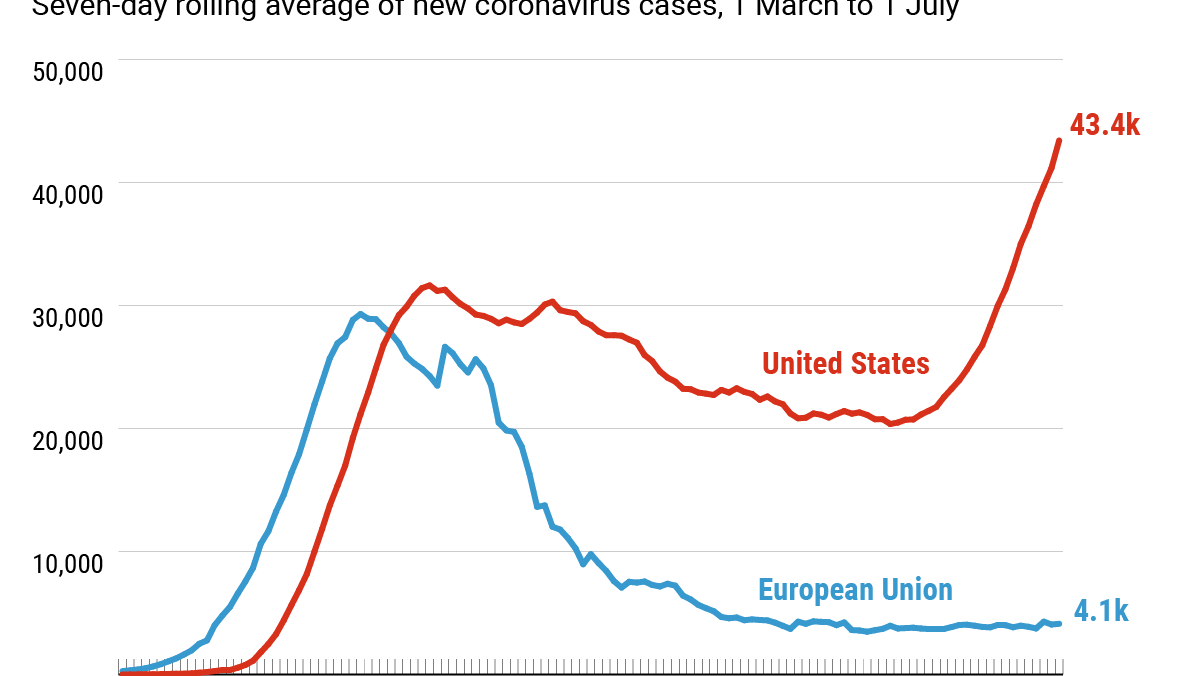 Seven-day rolling average of new coronavirus cases, 1 March to 1 July
50,000
43.4k
40,000
30,000
United States
20,000
10,000
European Union
4.1k